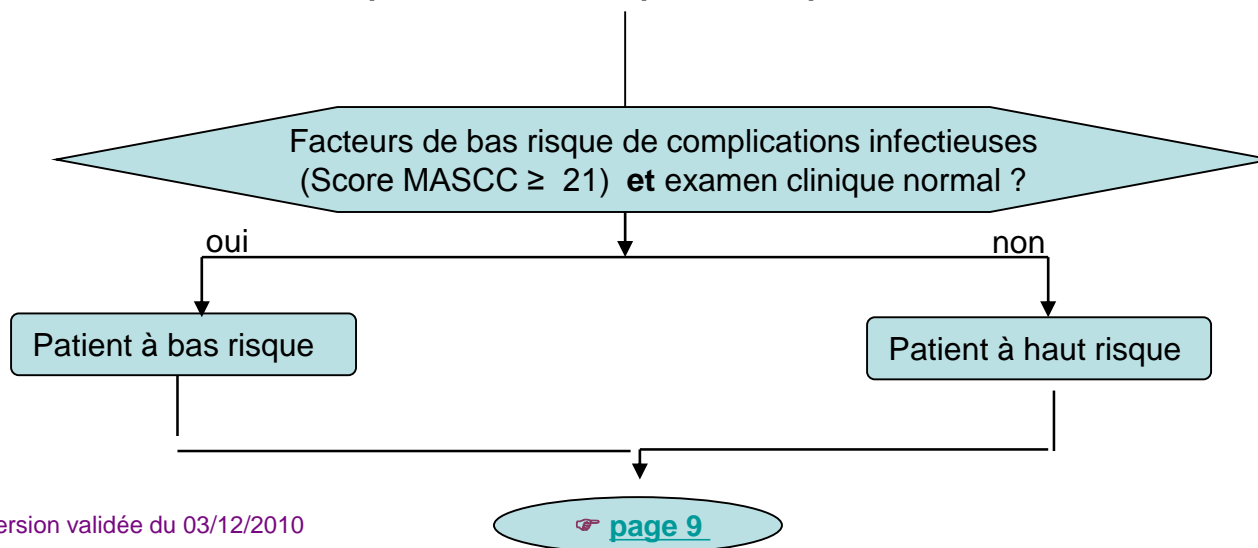 Facteurs de bas risque de complications infectieuses
(Score MASCC ≥ 21) et examen clinique normal ?
oui
non
Patient à bas risque
Patient à haut risque
ersion validée du 03/12/2010
☞ page 9